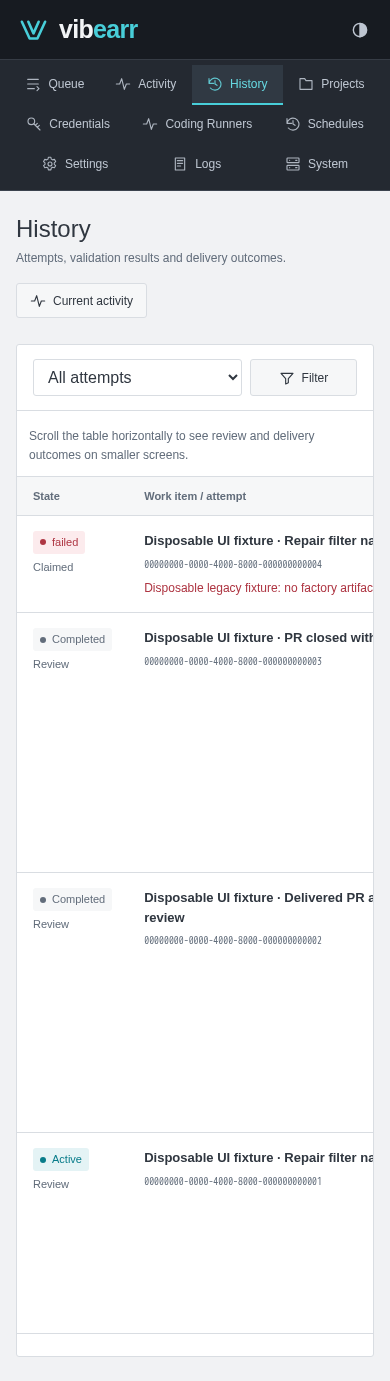 vibearr
Queue Activity History Projects
Credentials Coding Runners Schedules
Settings Logs System
History
Attempts, validation results and delivery outcomes.
Current activity
All attempts Filter
Scroll the table horizontally to see review and delivery
outcomes on smaller screens.
State Work item / attempt
failed Disposable UI fixture · Repair filter na
Claimed 00000000-0000-4000-8000-000000000004
Disposable legacy fixture: no factory artifac
Completed Disposable UI fixture · PR closed with
Review 00000000-0000-4000-8000-000000000003
Completed Disposable UI fixture · Delivered PR a
review
Review 00000000-0000-4000-8000-000000000002
Active Disposable UI fixture · Repair filter na
Review 00000000-0000-4000-8000-000000000001